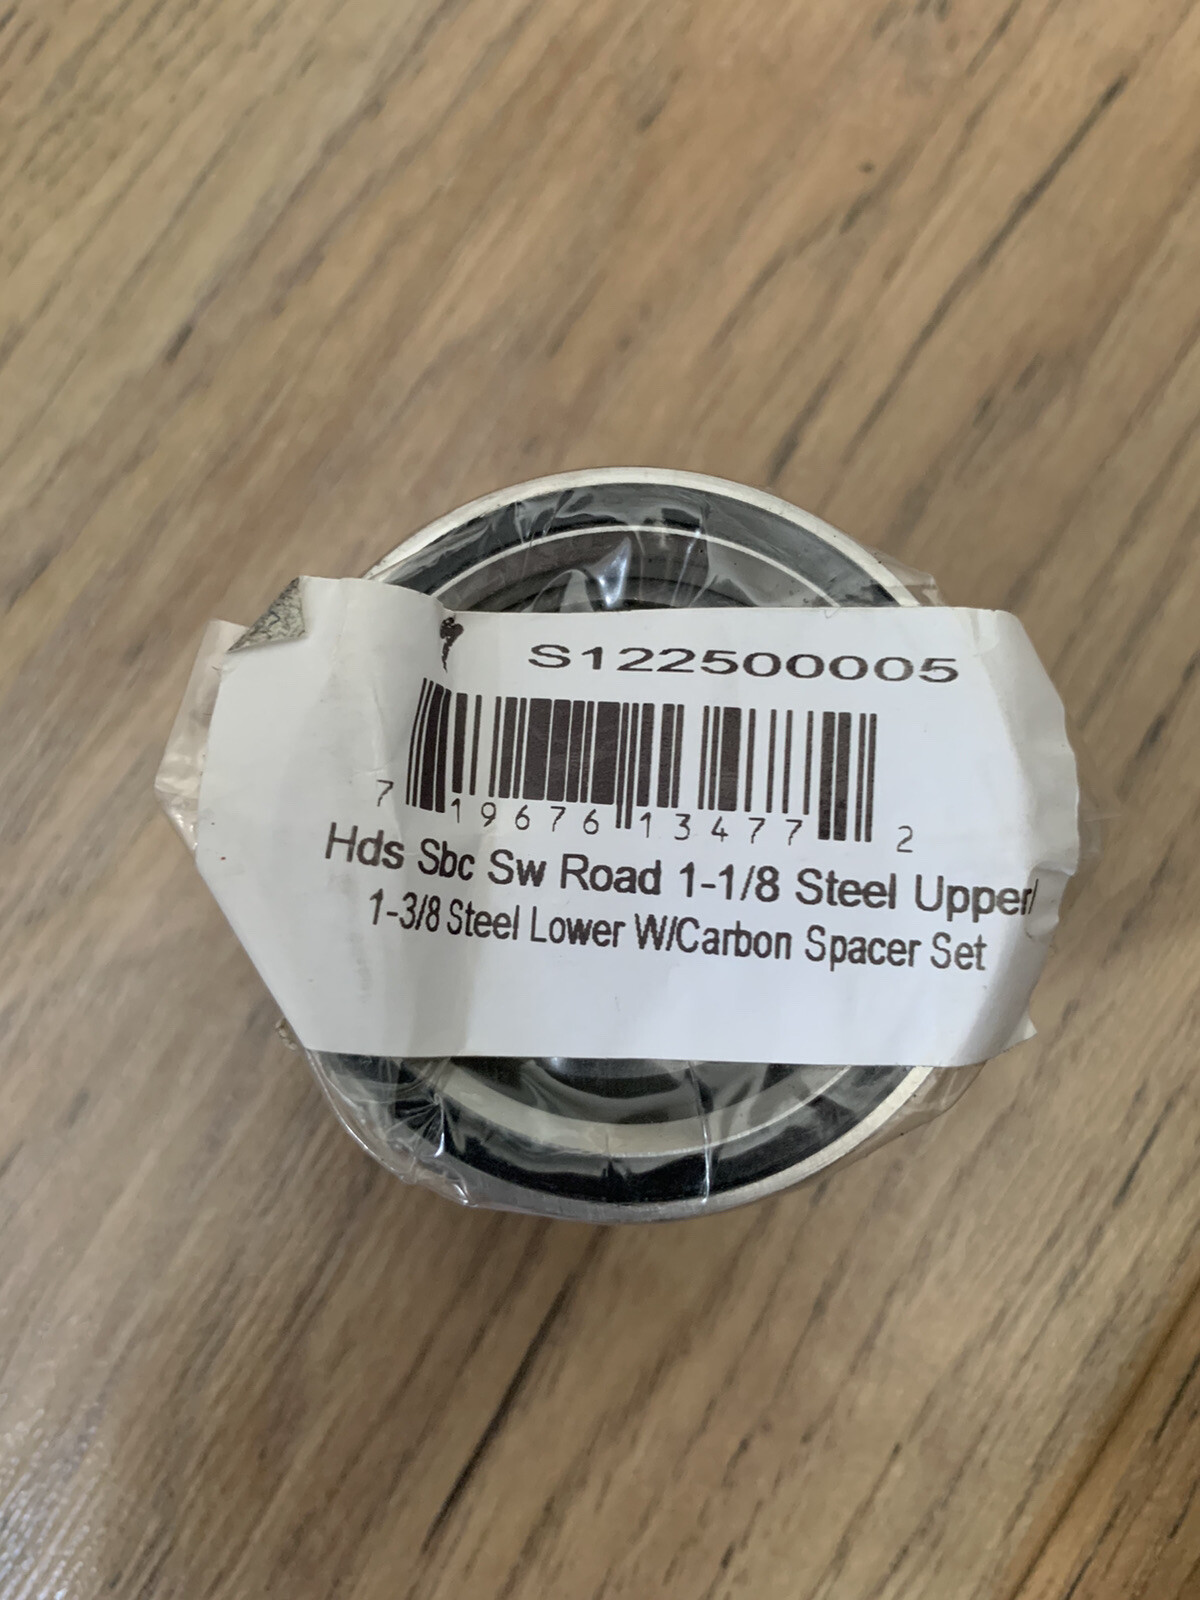 S122500005
7 19676 13477 2
Hds Sbc Sw Road 1-1/8 Steel Upper/
1-3/8 Steel Lower W/Carbon Spacer Set